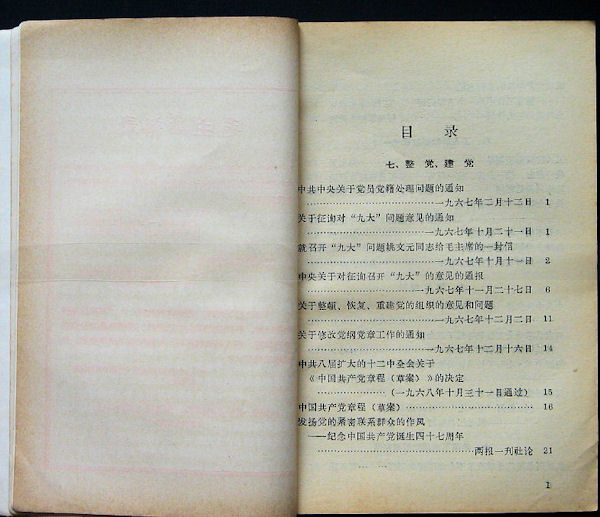 目 录
七、整 党、建 党
中共中央关于党员党籍处理问题的通知
一九六七年二月十二日 1
关于征询对“九大”问题意见的通知
一九六七年十月二十一日 1
就召开“九大”问题姚文元同志给毛主席的一封信
一九六七年十月十一日 2
中央关于对征询召开“九大”的意见的通报
一九六七年十一月二十七日 6
关于整顿、恢复、重建党的组织的意见和问题
一九六七年十二月二日 11
关于修改党纲党章工作的通知
一九六七年十二月十六日 14
中共八届扩大的十二中全会关于
《中国共产党章程（草案）》的决定
（一九六八年十月三十一日通过） 15
中国共产党章程（草案） 16
发扬党的紧密联系群众的作风
——纪念中国共产党诞生四十七周年
两报一刊社论 21
1